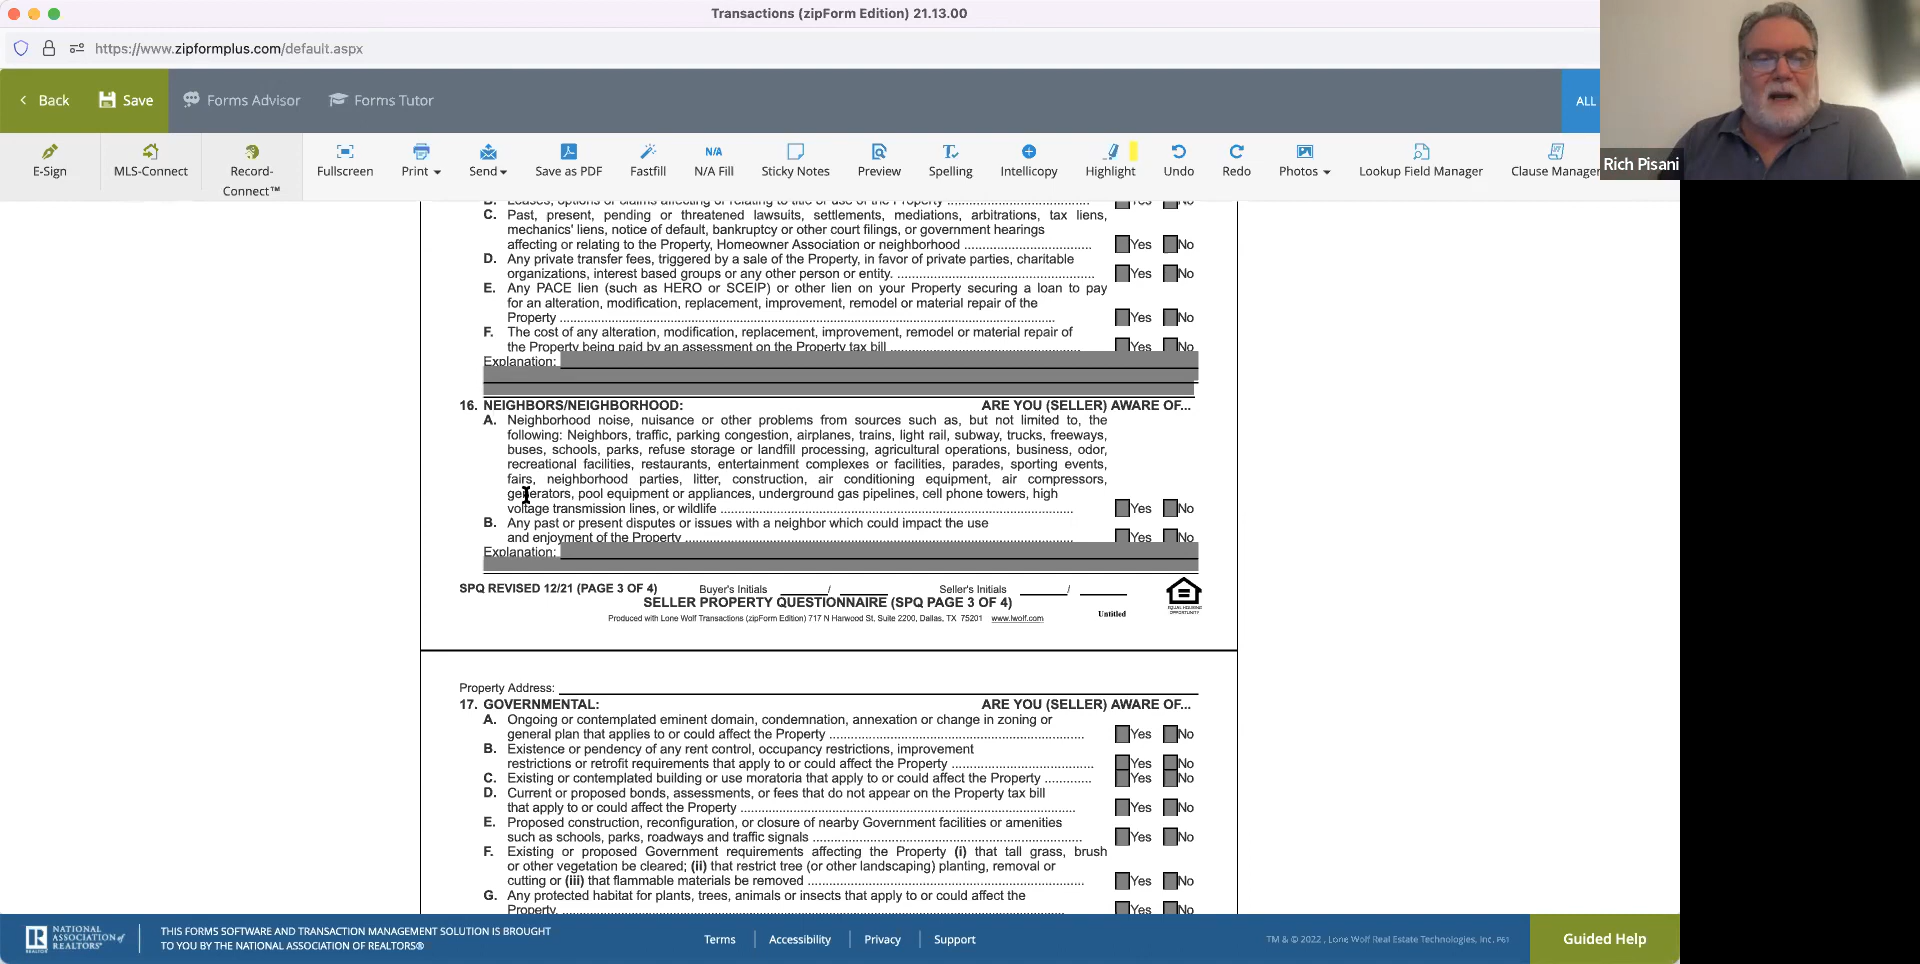 Transactions (zipForm Edition) 21.13.00
https://www.zipformplus.com/default.aspx
Back
Save
Forms Advisor
Forms Tutor
ALL
E-Sign
MLS-Connect
Record-
Connect™
Fullscreen
Print
Send
Save as PDF
Fastfill
N/A
N/A Fill
Sticky Notes
Preview
Spelling
Intellicopy
Highlight
Undo
Redo
Photos
Lookup Field Manager
Clause Manager
Rich Pisani
B. Leases, options or claims affecting or relating to title or use of the Property Yes No
C. Past, present, pending or threatened lawsuits, settlements, mediations, arbitrations, tax liens,
mechanics' liens, notice of default, bankruptcy or other court filings, or government hearings
affecting or relating to the Property, Homeowner Association or neighborhood Yes No
D. Any private transfer fees, triggered by a sale of the Property, in favor of private parties, charitable
organizations, interest based groups or any other person or entity. Yes No
E. Any PACE lien (such as HERO or SCEIP) or other lien on your Property securing a loan to pay
for an alteration, modification, replacement, improvement, remodel or material repair of the
Property Yes No
F. The cost of any alteration, modification, replacement, improvement, remodel or material repair of
the Property being paid by an assessment on the Property tax bill Yes No
Explanation:
16. NEIGHBORS/NEIGHBORHOOD: ARE YOU (SELLER) AWARE OF...
A. Neighborhood noise, nuisance or other problems from sources such as, but not limited to, the
following: Neighbors, traffic, parking congestion, airplanes, trains, light rail, subway, trucks, freeways,
buses, schools, parks, refuse storage or landfill processing, agricultural operations, business, odor,
recreational facilities, restaurants, entertainment complexes or facilities, parades, sporting events,
fairs, neighborhood parties, litter, construction, air conditioning equipment, air compressors,
generators, pool equipment or appliances, underground gas pipelines, cell phone towers, high
voltage transmission lines, or wildlife Yes No
B. Any past or present disputes or issues with a neighbor which could impact the use
and enjoyment of the Property Yes No
Explanation:
SPQ REVISED 12/21 (PAGE 3 OF 4) Buyer's Initials / Seller's Initials /
SELLER PROPERTY QUESTIONNAIRE (SPQ PAGE 3 OF 4)
EQUAL HOUSING
OPPORTUNITY
Produced with Lone Wolf Transactions (zipForm Edition) 717 N Harwood St, Suite 2200, Dallas, TX 75201 www.lwolf.com
Untitled
Property Address:
17. GOVERNMENTAL: ARE YOU (SELLER) AWARE OF...
A. Ongoing or contemplated eminent domain, condemnation, annexation or change in zoning or
general plan that applies to or could affect the Property Yes No
B. Existence or pendency of any rent control, occupancy restrictions, improvement
restrictions or retrofit requirements that apply to or could affect the Property Yes No
C. Existing or contemplated building or use moratoria that apply to or could affect the Property Yes No
D. Current or proposed bonds, assessments, or fees that do not appear on the Property tax bill
that apply to or could affect the Property Yes No
E. Proposed construction, reconfiguration, or closure of nearby Government facilities or amenities
such as schools, parks, roadways and traffic signals Yes No
F. Existing or proposed Government requirements affecting the Property (i) that tall grass, brush
or other vegetation be cleared; (ii) that restrict tree (or other landscaping) planting, removal or
cutting or (iii) that flammable materials be removed Yes No
G. Any protected habitat for plants, trees, animals or insects that apply to or could affect the
Property. Yes No
NATIONAL
ASSOCIATION of
REALTORS®
THIS FORMS SOFTWARE AND TRANSACTION MANAGEMENT SOLUTION IS BROUGHT
TO YOU BY THE NATIONAL ASSOCIATION OF REALTORS®
Terms
Accessibility
Privacy
Support
TM & © 2022 , Lone Wolf Real Estate Technologies, Inc. P61
Guided Help